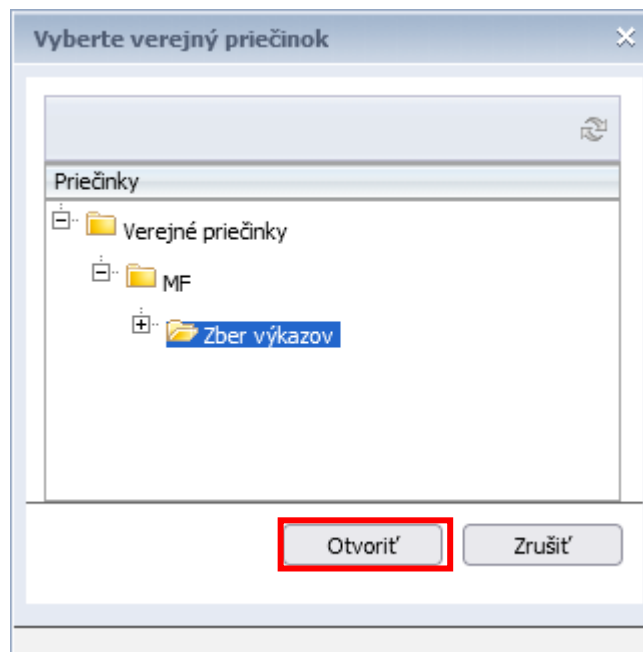 Vyberte verejný priečinok
Priečinky
Verejné priečinky
MF
Zber výkazov
Otvoriť Zrušiť